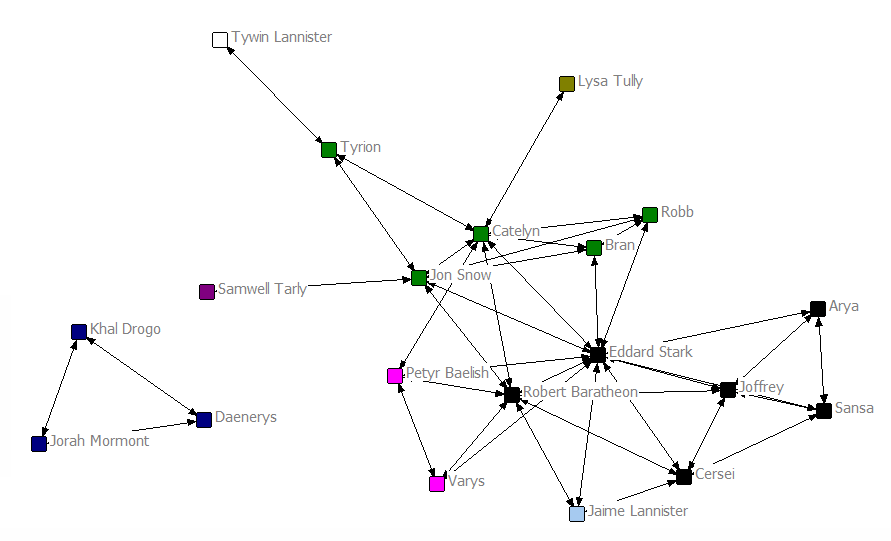 Tywin Lannister
Lysa Tully
Tyrion
Robb
Catelyn
Bran
Jon Snow
Samwell Tarly
Arya
Khal Drogo
Eddard Stark
Petyr Baelish
Joffrey
Robert Baratheon
Sansa
Daenerys
Jorah Mormont
Cersei
Varys
Jaime Lannister